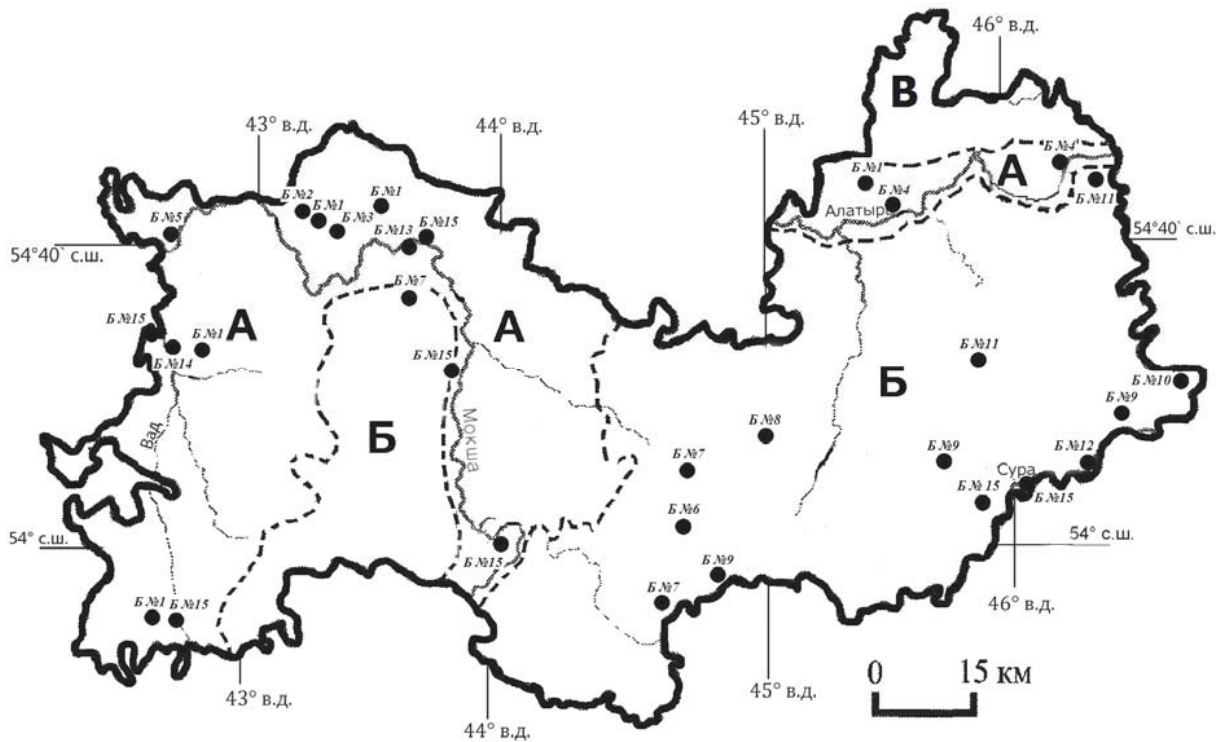 46° в.д.
В
43° в.д.
44° в.д.
45° в.д.
Б №4
Б №1
А
Б №2
Б №1
Б №1
Б №4
Б №11
Б №5
Б №3
Б №15
Алатырь
Б №13
54°40` с.ш.
54°40` с.ш.
Б №7
А
А
Б №15
Б №1
Б №14
Б №15
Б №11
Б
Б №10
Б №9
Б
Мокша
Б №8
Вад
Б №7
Б №9
Б №12
Сура
Б №15
Б №15
Б №6
54° с.ш.
54° с.ш.
Б №15
Б №9
Б №1
Б №15
Б №7
46° в.д.
43° в.д.
45° в.д.
0 15 км
44° в.д.